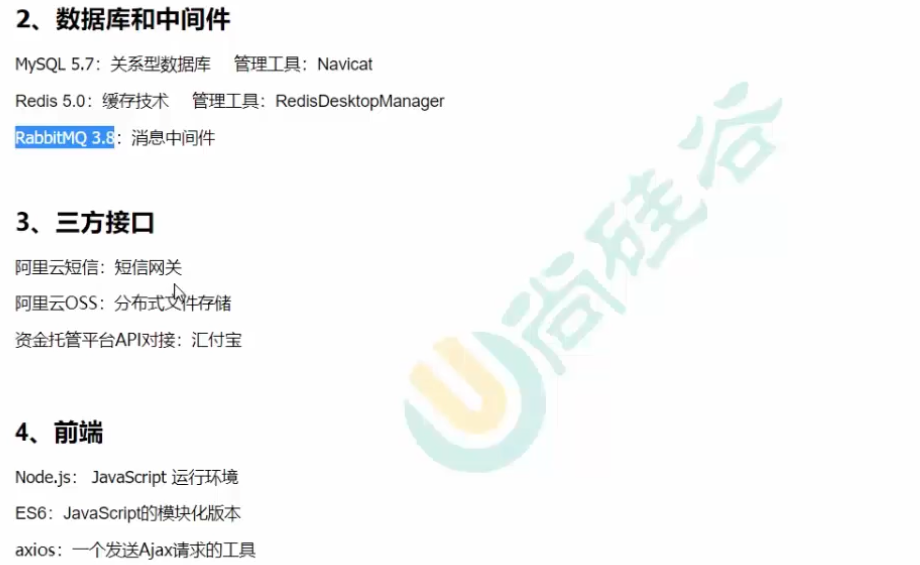 2、数据库和中间件
MySQL 5.7：关系型数据库 管理工具：Navicat
Redis 5.0：缓存技术 管理工具：RedisDesktopManager
RabbitMQ 3.8：消息中间件
3、三方接口
阿里云短信：短信网关
阿里云OSS：分布式文件存储
资金托管平台API对接：汇付宝
尚硅谷
4、前端
Node.js： JavaScript 运行环境
ES6：JavaScript的模块化版本
axios：一个发送Ajax请求的工具